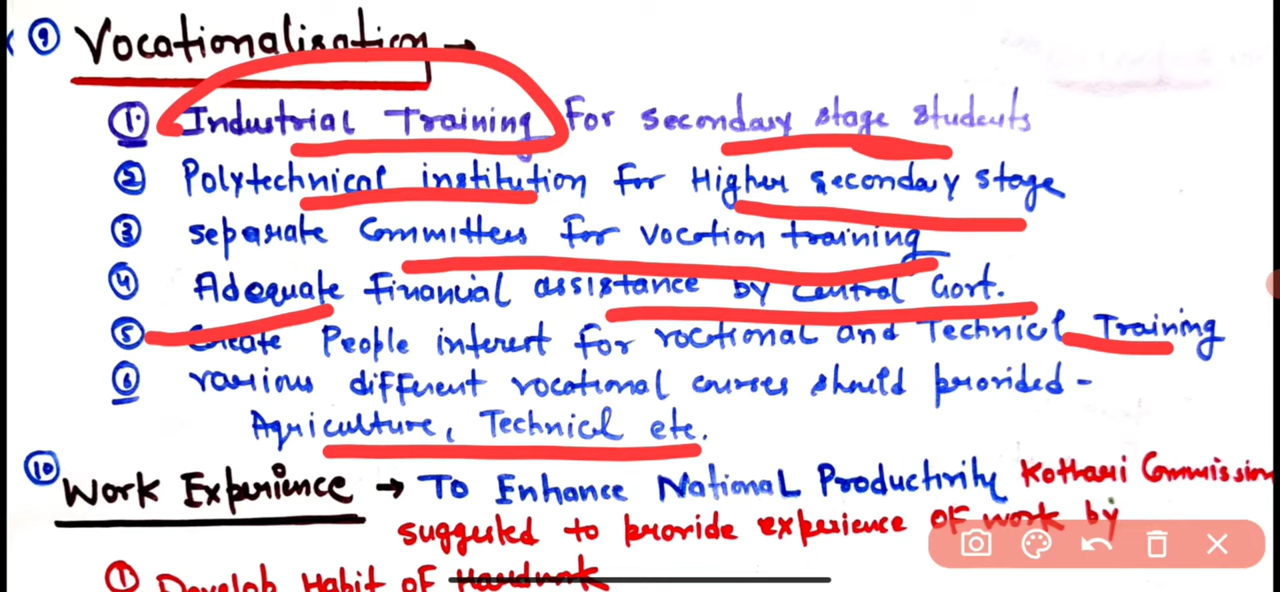 ⑨ Vocationalisation →
① Industrial Training For secondary stage students
② Polytechnical institution for Higher secondary stage
③ separate Committees for vocation training
④ Adequate financial assistance by central Govt.
⑤ Create People interest for vocational and Technicl Training
⑥ various different vocational courses should provided -
Agriculture, Technicl etc.
⑩ Work Experience → To Enhance National Productivity Kothari Commission
suggested to provide experience of work by
① Develop Habit of Hardwork